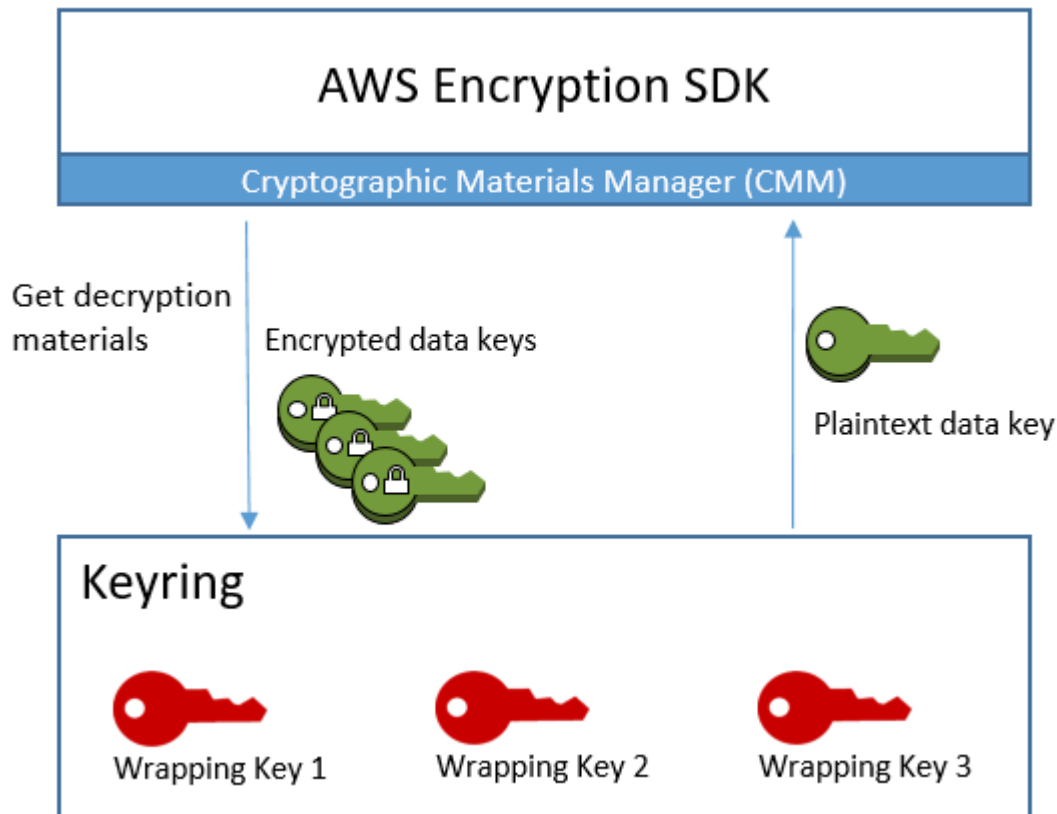 AWS Encryption SDK
Cryptographic Materials Manager (CMM)
Get decryption
materials
Encrypted data keys
Plaintext data key
Keyring
Wrapping Key 1
Wrapping Key 2
Wrapping Key 3